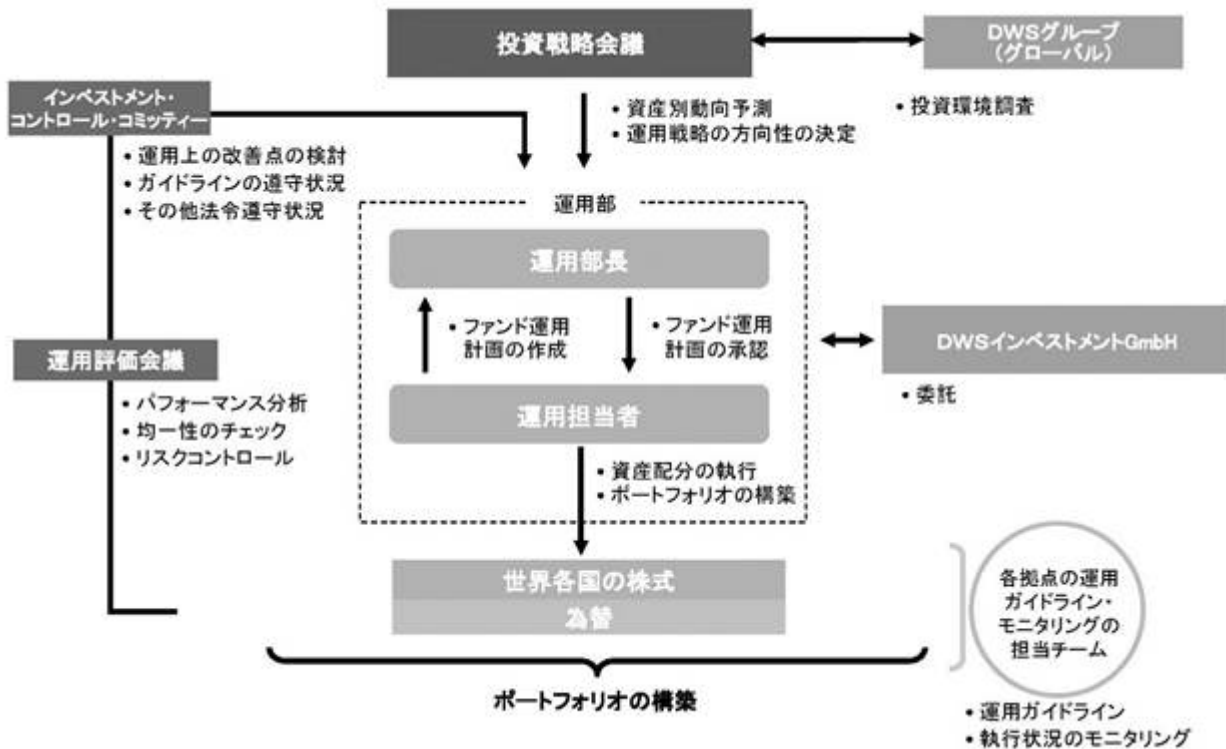 投資戦略会議
DWSグループ
（グローバル）
• 投資環境調査
• 資産別動向予測
• 運用戦略の方向性の決定
インベストメント・
コントロール・コミッティー
• 運用上の改善点の検討
• ガイドラインの遵守状況
• その他法令遵守状況
運用部
運用部長
• ファンド運用
計画の作成
• ファンド運用
計画の承認
DWSインベストメントGmbH
• 委託
運用評価会議
• パフォーマンス分析
• 均一性のチェック
• リスクコントロール
運用担当者
• 資産配分の執行
• ポートフォリオの構築
世界各国の株式
為替
各拠点の運用
ガイドライン・
モニタリングの
担当チーム
ポートフォリオの構築
• 運用ガイドライン
• 執行状況のモニタリング